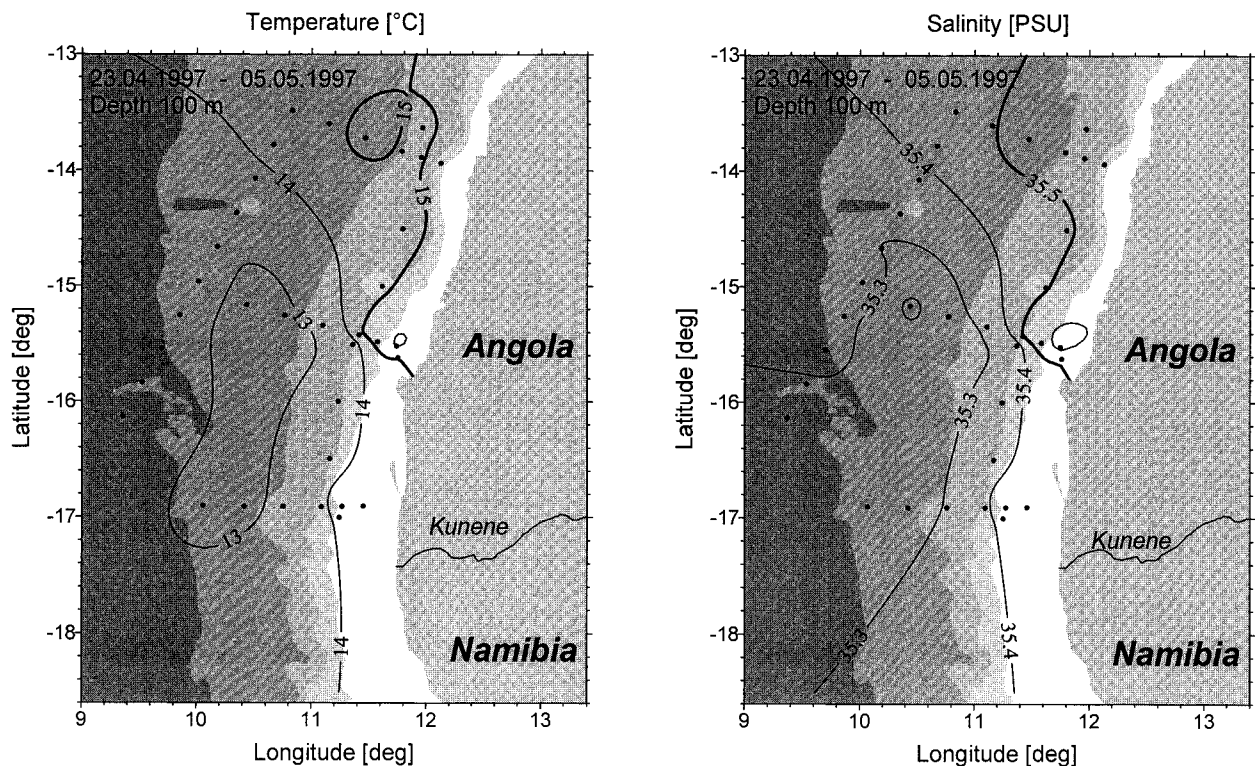 Temperature [°C]
23.04.1997 - 05.05.1997
Depth 100 m
-13
-14
-15
-16
-17
-18
Latitude [deg]
15
15
14
13
14
13
14
Angola
Kunene
Namibia
9
10
11
12
13
Longitude [deg]
Salinity [PSU]
23.04.1997 - 05.05.1997
Depth 100 m
-13
-14
-15
-16
-17
-18
Latitude [deg]
35.4
35.5
35.3
35.4
35.3
35.3
35.4
Angola
Kunene
Namibia
9
10
11
12
13
Longitude [deg]